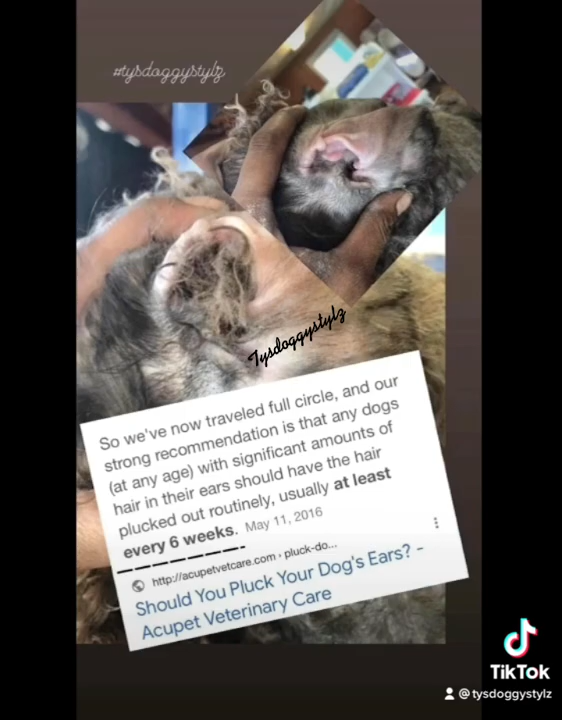 #tysdoggystylz
Tysdoggystylz
So we've now traveled full circle, and our
strong recommendation is that any dogs
(at any age) with significant amounts of
hair in their ears should have the hair
plucked out routinely, usually at least
every 6 weeks. May 11, 2016
http://acupetvetcare.com › pluck-do...
Should You Pluck Your Dog's Ears? -
Acupet Veterinary Care
TikTok
@tysdoggystylz